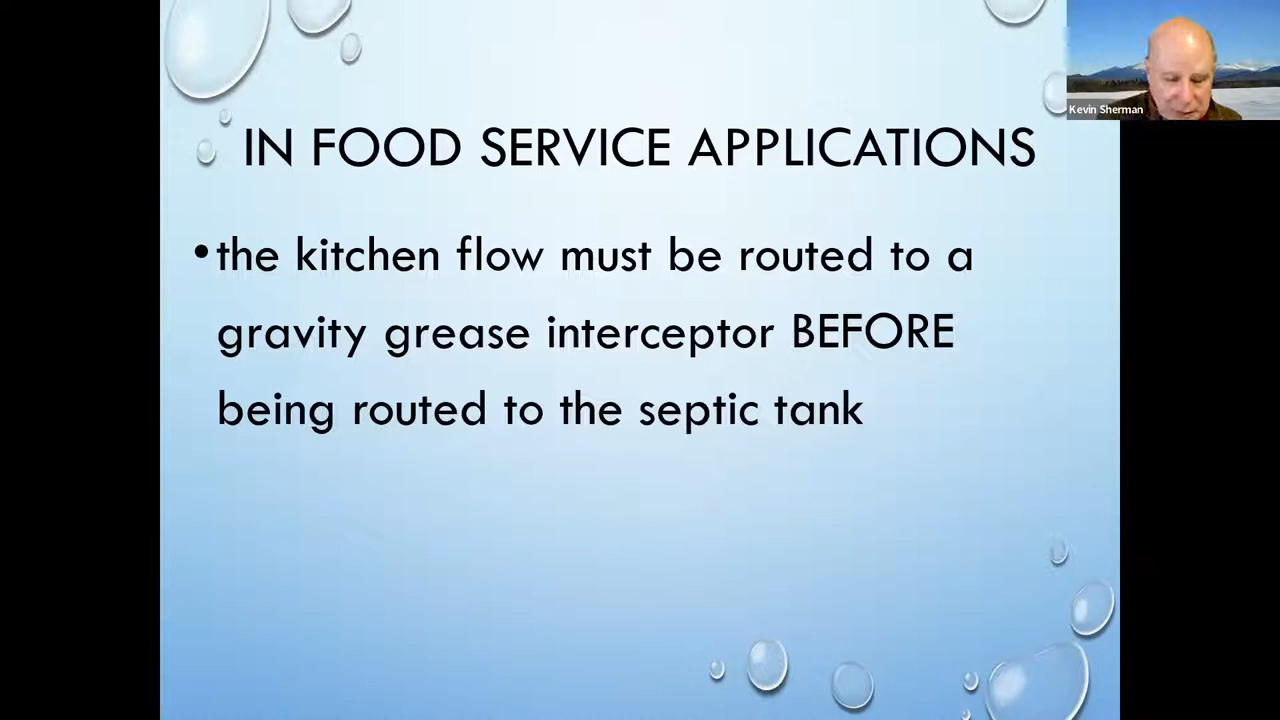 Kevin Sherman
IN FOOD SERVICE APPLICATIONS
•the kitchen flow must be routed to a
gravity grease interceptor BEFORE
being routed to the septic tank